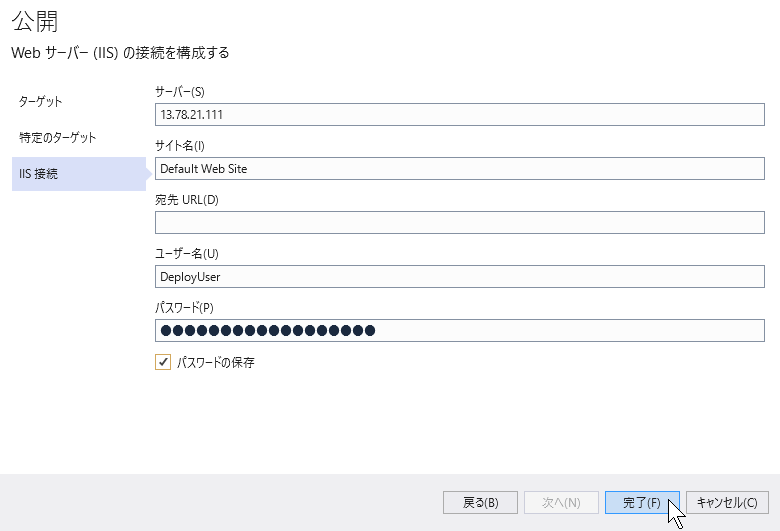 公開
Web サーバー (IIS) の接続を構成する
ターゲット
特定のターゲット
IIS 接続
サーバー(S)
13.78.21.111
サイト名(I)
Default Web Site
宛先 URL(D)
ユーザー名(U)
DeployUser
パスワード(P)
●●●●●●●●●●●●●●●●●●
パスワードの保存
戻る(B) 次へ(N) 完了(F) キャンセル(C)